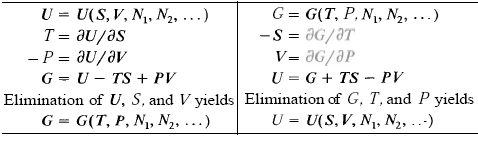 U = U(S, V, N₁, N₂, ...)
T = ∂U/∂S
− P = ∂U/∂V
G = U − TS + PV
Elimination of U, S, and V yields
G = G(T, P, N₁, N₂, ...)
G = G(T, P, N₁, N₂, ...)
−S = ∂G/∂T
V = ∂G/∂P
U = G + TS − PV
Elimination of G, T, and P yields
U = U(S, V, N₁, N₂, ...)